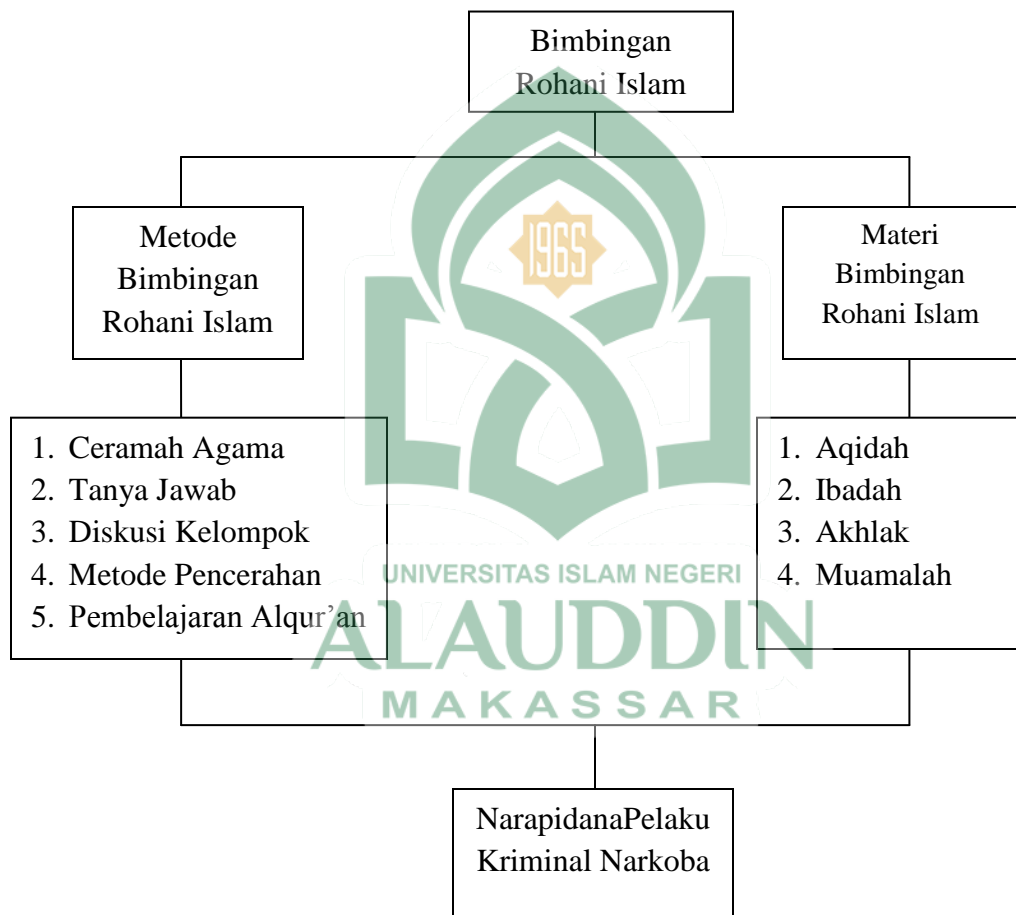 Bimbingan
Rohani Islam
1965
Metode
Bimbingan
Rohani Islam
Materi
Bimbingan
Rohani Islam
1. Ceramah Agama
2. Tanya Jawab
3. Diskusi Kelompok
4. Metode Pencerahan
5. Pembelajaran Alqur’an
1. Aqidah
2. Ibadah
3. Akhlak
4. Muamalah
UNIVERSITAS ISLAM NEGERI
ALAUDDIN
MAKASSAR
NarapidanaPelaku
Kriminal Narkoba